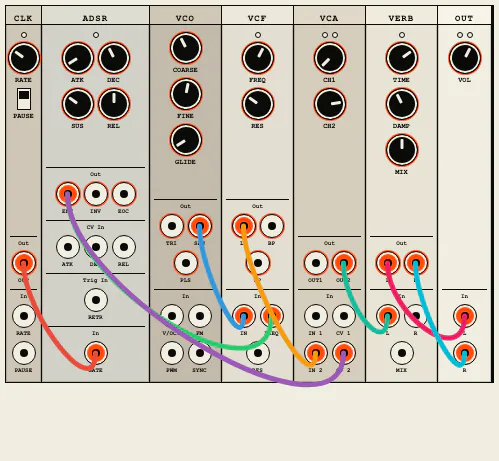 CLK ADSR VCO VCF VCA VERB OUT
RATE ATK DEC COARSE FREQ CH1 TIME VOL
PAUSE SUS REL FINE RES CH2 DAMP
GLIDE MIX
Out
INV EOC
Out Out
TRI BP
CV In
ATK REL
Out Out Out
PLS OUT1
Trig In
RETR
In In In In In In
RATE V/OCT FM IN IN 1 CV 1 L R
In
PAUSE GATE PWM SYNC IN 2 MIX R